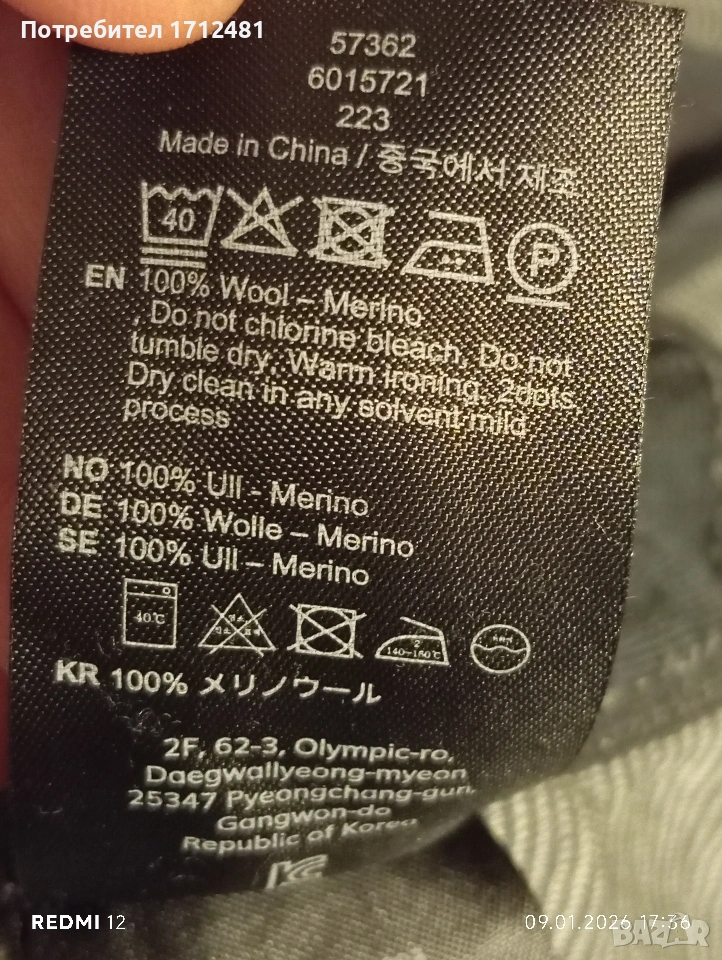 Потребител 1712481
57362
6015721
223
Made in China / 중국에서 제조
40
P
EN 100% Wool – Merino
, Do not chlorine bleach, Do not
tumble dry, Warm ironing, 2dots,
Dry clean in any solvent mild
process
NO 100% Ull - Merino
DE 100% Wolle – Merino
SE 100% Ull – Merino
40℃
140~160℃
KR 100% メリノウール
2F, 62-3, Olympic-ro,
Daegwallyeong-myeon
25347 Pyeongchang-gun,
Gangwon-do
Republic of Korea
REDMI 12
09.01.2026 17:36
BAZAR